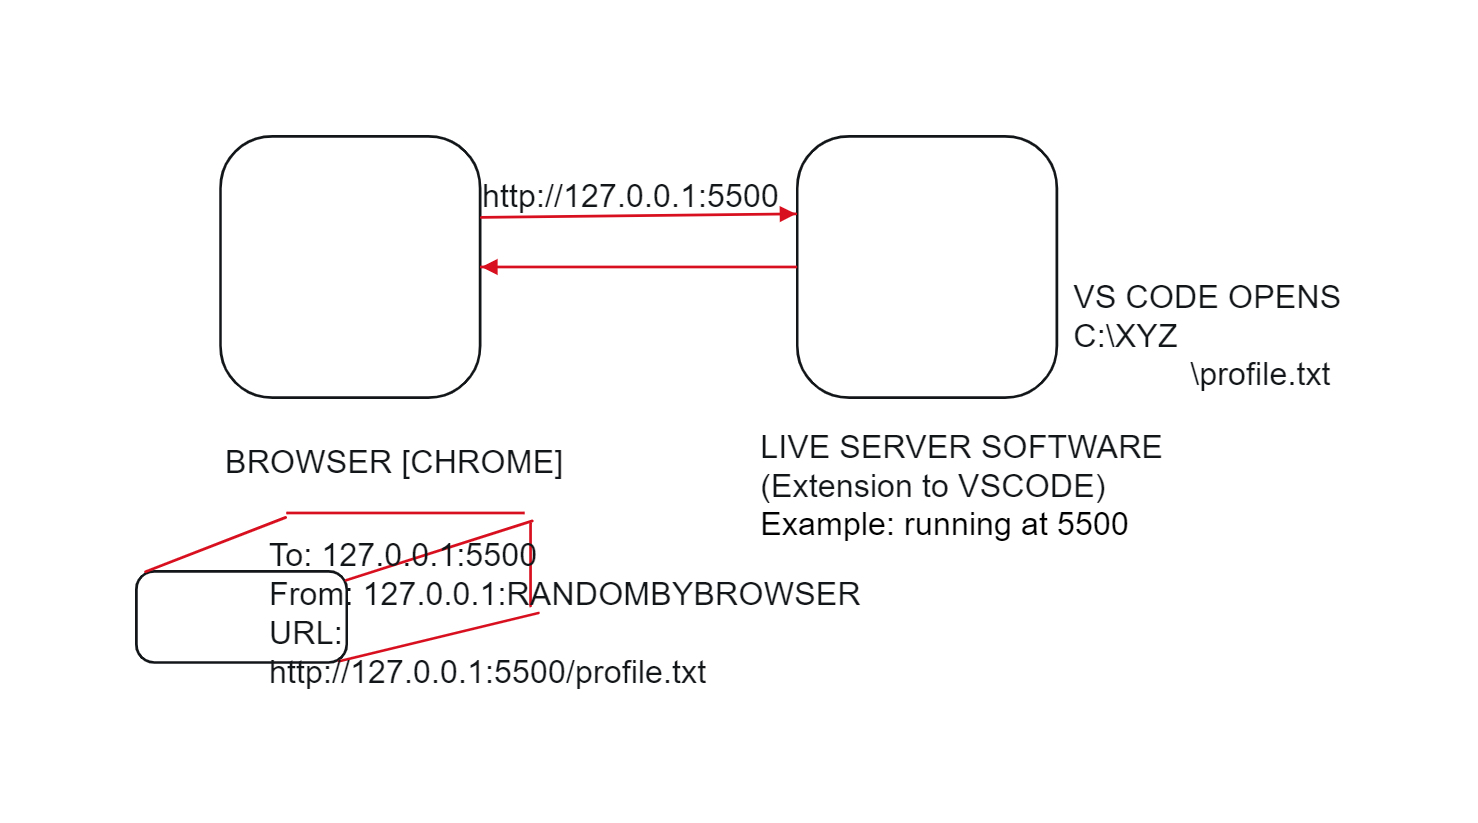 http://127.0.0.1:5500
VS CODE OPENS
C:\XYZ
\profile.txt
BROWSER [CHROME]
LIVE SERVER SOFTWARE
(Extension to VSCODE)
Example: running at 5500
To: 127.0.0.1:5500
From: 127.0.0.1:RANDOMBYBROWSER
URL:
http://127.0.0.1:5500/profile.txt